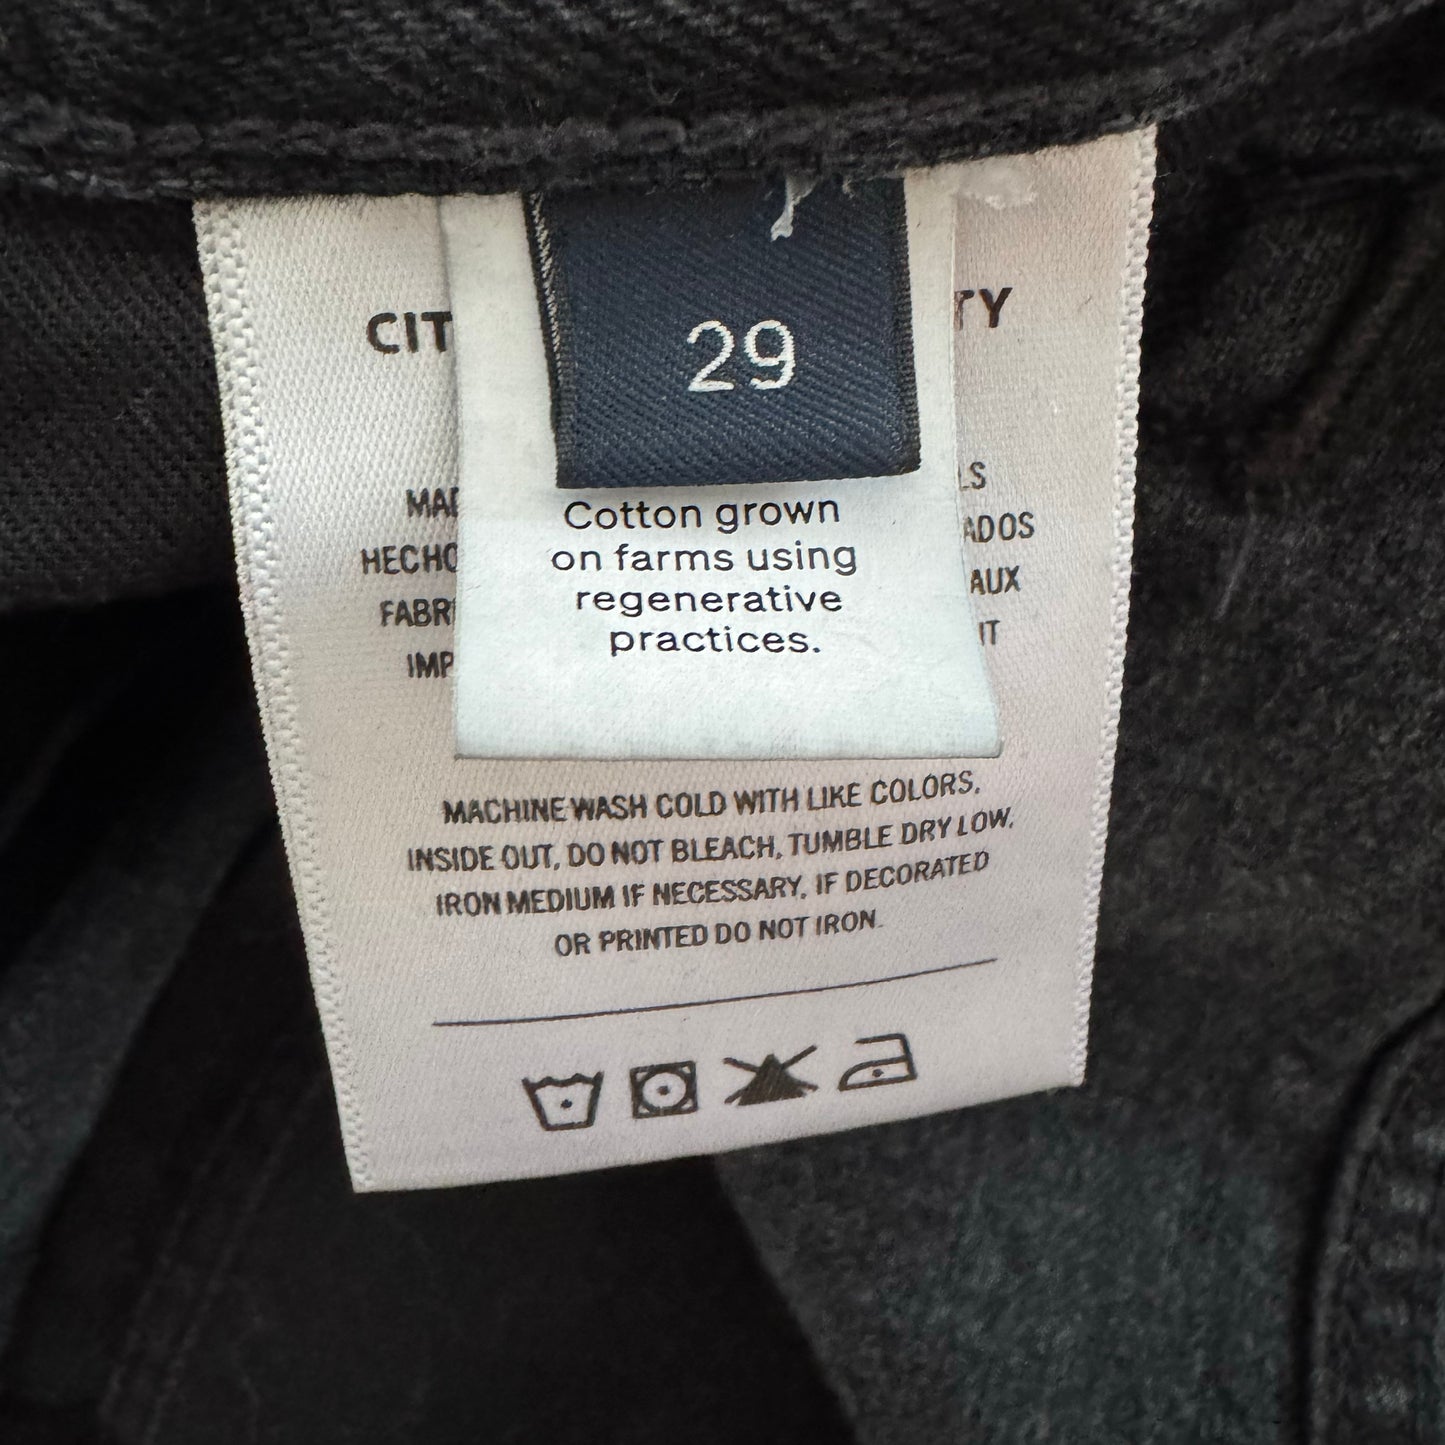 29
Cotton grown
on farms using
regenerative
practices.
CIT TY
MAD LS
HECHO ADOS
FABRI AUX
IMP IT
MACHINE WASH COLD WITH LIKE COLORS,
INSIDE OUT, DO NOT BLEACH, TUMBLE DRY LOW,
IRON MEDIUM IF NECESSARY, IF DECORATED
OR PRINTED DO NOT IRON.